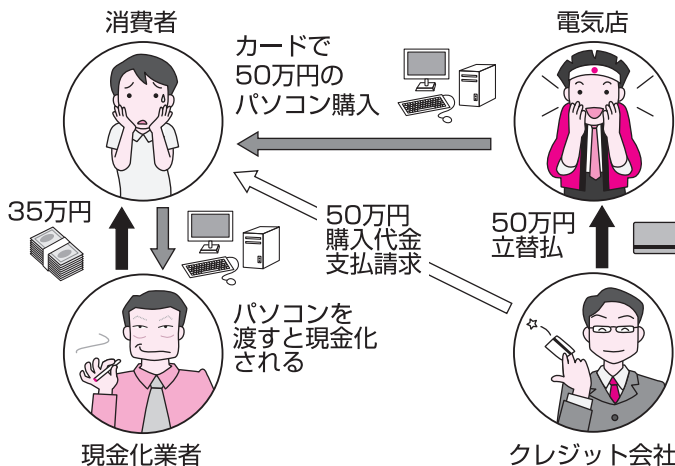 消費者
電気店
カードで
50万円の
パソコン購入
35万円
50万円
購入代金
支払請求
50万円
立替払
パソコンを
渡すと現金化
される
現金化業者
クレジット会社